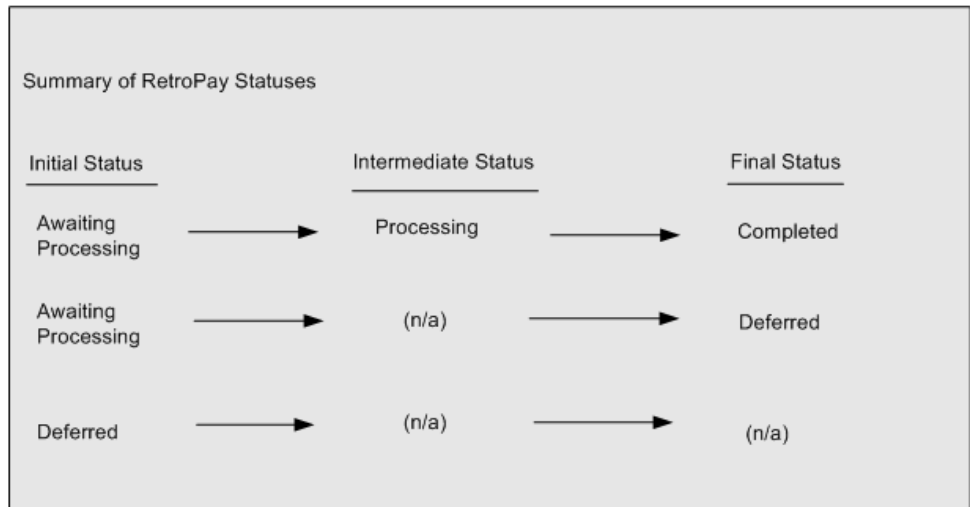 Summary of RetroPay Statuses
Initial Status
Intermediate Status
Final Status
Awaiting
Processing
Processing
Completed
Awaiting
Processing
(n/a)
Deferred
Deferred
(n/a)
(n/a)